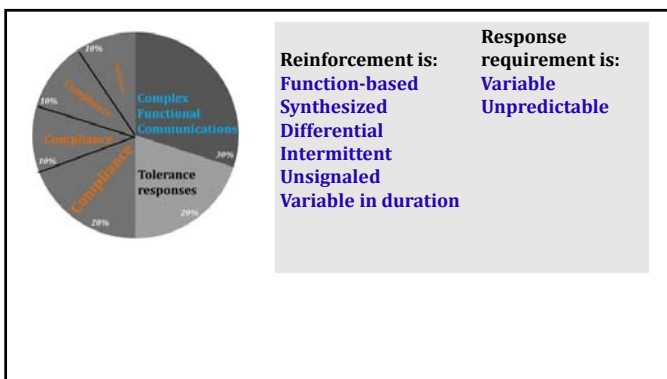 10%
Complex
Functional
Communications
30%
Tolerance
responses
20%
Compliance
20%
Compliance
10%
Compliance
10%
Reinforcement is:
Function-based
Synthesized
Differential
Intermittent
Unsignaled
Variable in duration
Response
requirement is:
Variable
Unpredictable